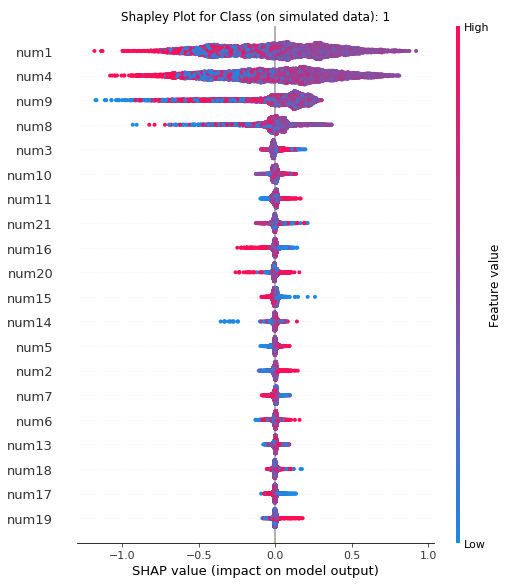 Shapley Plot for Class (on simulated data): 1
High
num1
num4
num9
num8
num3
num10
num11
num21
num16
num20
num15
num14
num5
num2
num7
num6
num13
num18
num17
num19
Feature value
Low
−1.0 −0.5 0.0 0.5 1.0
SHAP value (impact on model output)